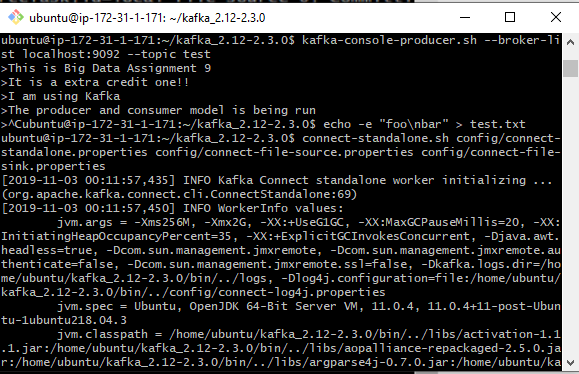 ubuntu@ip-172-31-1-171: ~/kafka_2.12-2.3.0
ubuntu@ip-172-31-1-171:~/kafka_2.12-2.3.0$ kafka-console-producer.sh --broker-li
st localhost:9092 --topic test
>This is Big Data Assignment 9
>It is a extra credit one!!
>I am using Kafka
>The producer and consumer model is being run
>^Cubuntu@ip-172-31-1-171:~/kafka_2.12-2.3.0$ echo -e "foo\nbar" > test.txt
ubuntu@ip-172-31-1-171:~/kafka_2.12-2.3.0$ connect-standalone.sh config/connect-
standalone.properties config/connect-file-source.properties config/connect-file-
sink.properties
[2019-11-03 00:11:57,435] INFO Kafka Connect standalone worker initializing ...
(org.apache.kafka.connect.cli.ConnectStandalone:69)
[2019-11-03 00:11:57,450] INFO WorkerInfo values:
jvm.args = -Xms256M, -Xmx2G, -XX:+UseG1GC, -XX:MaxGCPauseMillis=20, -XX:
InitiatingHeapOccupancyPercent=35, -XX:+ExplicitGCInvokesConcurrent, -Djava.awt.
headless=true, -Dcom.sun.management.jmxremote, -Dcom.sun.management.jmxremote.au
thenticate=false, -Dcom.sun.management.jmxremote.ssl=false, -Dkafka.logs.dir=/ho
me/ubuntu/kafka_2.12-2.3.0/bin/../logs, -Dlog4j.configuration=file:/home/ubuntu/
kafka_2.12-2.3.0/bin/../config/connect-log4j.properties
jvm.spec = Ubuntu, OpenJDK 64-Bit Server VM, 11.0.4, 11.0.4+11-post-Ubun
tu-1ubuntu218.04.3
jvm.classpath = /home/ubuntu/kafka_2.12-2.3.0/bin/../libs/activation-1.1
.1.jar:/home/ubuntu/kafka_2.12-2.3.0/bin/../libs/aopalliance-repackaged-2.5.0.ja
r:/home/ubuntu/kafka_2.12-2.3.0/bin/../libs/argparse4j-0.7.0.jar:/home/ubuntu/ka